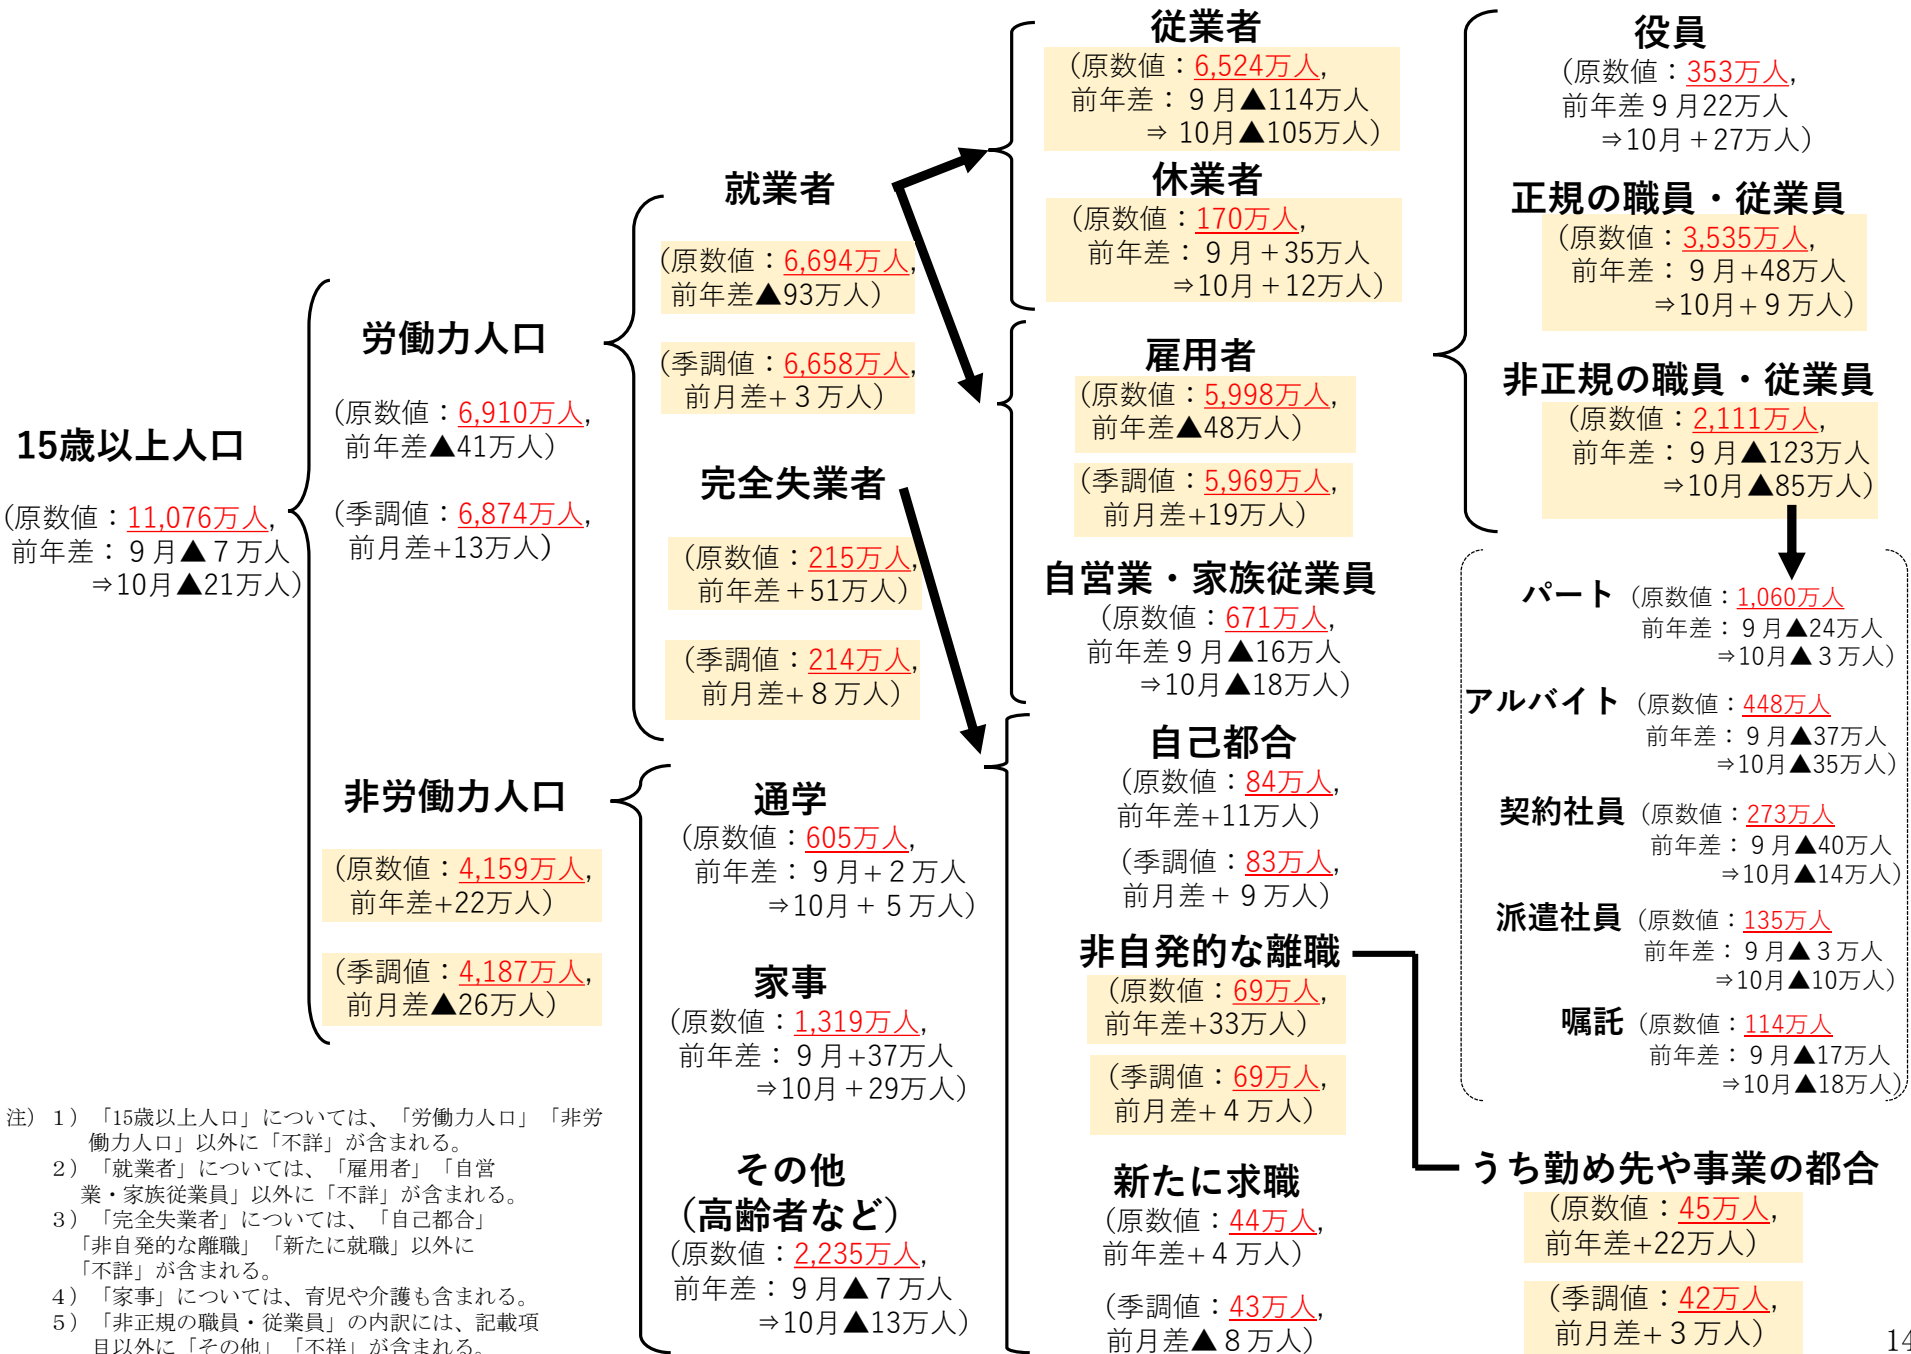 15歳以上人口
(原数値：11,076万人,
前年差：９月▲７万人
⇒10月▲21万人)
労働力人口
(原数値：6,910万人,
前年差▲41万人)
(季調値：6,874万人,
前月差+13万人)
非労働力人口
(原数値：4,159万人,
前年差+22万人)
(季調値：4,187万人,
前月差▲26万人)
就業者
(原数値：6,694万人,
前年差▲93万人)
(季調値：6,658万人,
前月差+３万人)
完全失業者
(原数値：215万人,
前年差＋51万人)
(季調値：214万人,
前月差+８万人)
通学
(原数値：605万人,
前年差：９月+２万人
⇒10月＋５万人)
家事
(原数値：1,319万人,
前年差：９月+37万人
⇒10月＋29万人)
その他
(高齢者など)
(原数値：2,235万人,
前年差：９月▲７万人
⇒10月▲13万人)
従業者
(原数値：6,524万人,
前年差：９月▲114万人
⇒ 10月▲105万人)
休業者
(原数値：170万人,
前年差：９月＋35万人
⇒10月＋12万人)
雇用者
(原数値：5,998万人,
前年差▲48万人)
(季調値：5,969万人,
前月差+19万人)
自営業・家族従業員
(原数値：671万人,
前年差９月▲16万人
⇒10月▲18万人)
自己都合
(原数値：84万人,
前年差+11万人)
(季調値：83万人,
前月差＋９万人)
非自発的な離職
(原数値：69万人,
前年差+33万人)
(季調値：69万人,
前月差+４万人)
新たに求職
(原数値：44万人,
前年差+４万人)
(季調値：43万人,
前月差▲８万人)
役員
(原数値：353万人,
前年差９月22万人
⇒10月＋27万人)
正規の職員・従業員
(原数値：3,535万人,
前年差：９月+48万人
⇒10月+９万人)
非正規の職員・従業員
(原数値：2,111万人,
前年差：９月▲123万人
⇒10月▲85万人)
パート (原数値：1,060万人
前年差：９月▲24万人
⇒10月▲３万人)
アルバイト (原数値：448万人
前年差：９月▲37万人
⇒10月▲35万人)
契約社員 (原数値：273万人
前年差：９月▲40万人
⇒10月▲14万人)
派遣社員 (原数値：135万人
前年差：９月▲３万人
⇒10月▲10万人)
嘱託 (原数値：114万人
前年差：９月▲17万人
⇒10月▲18万人)
うち勤め先や事業の都合
(原数値：45万人,
前年差+22万人)
(季調値：42万人,
前月差+３万人)
注）１）「15歳以上人口」については、「労働力人口」「非労
働力人口」以外に「不詳」が含まれる。
２）「就業者」については、「雇用者」「自営
業・家族従業員」以外に「不詳」が含まれる。
３）「完全失業者」については、「自己都合」
「非自発的な離職」「新たに就職」以外に
「不詳」が含まれる。
４）「家事」については、育児や介護も含まれる。
５）「非正規の職員・従業員」の内訳には、記載項
目以外に「その他」「不祥」が含まれる。
14